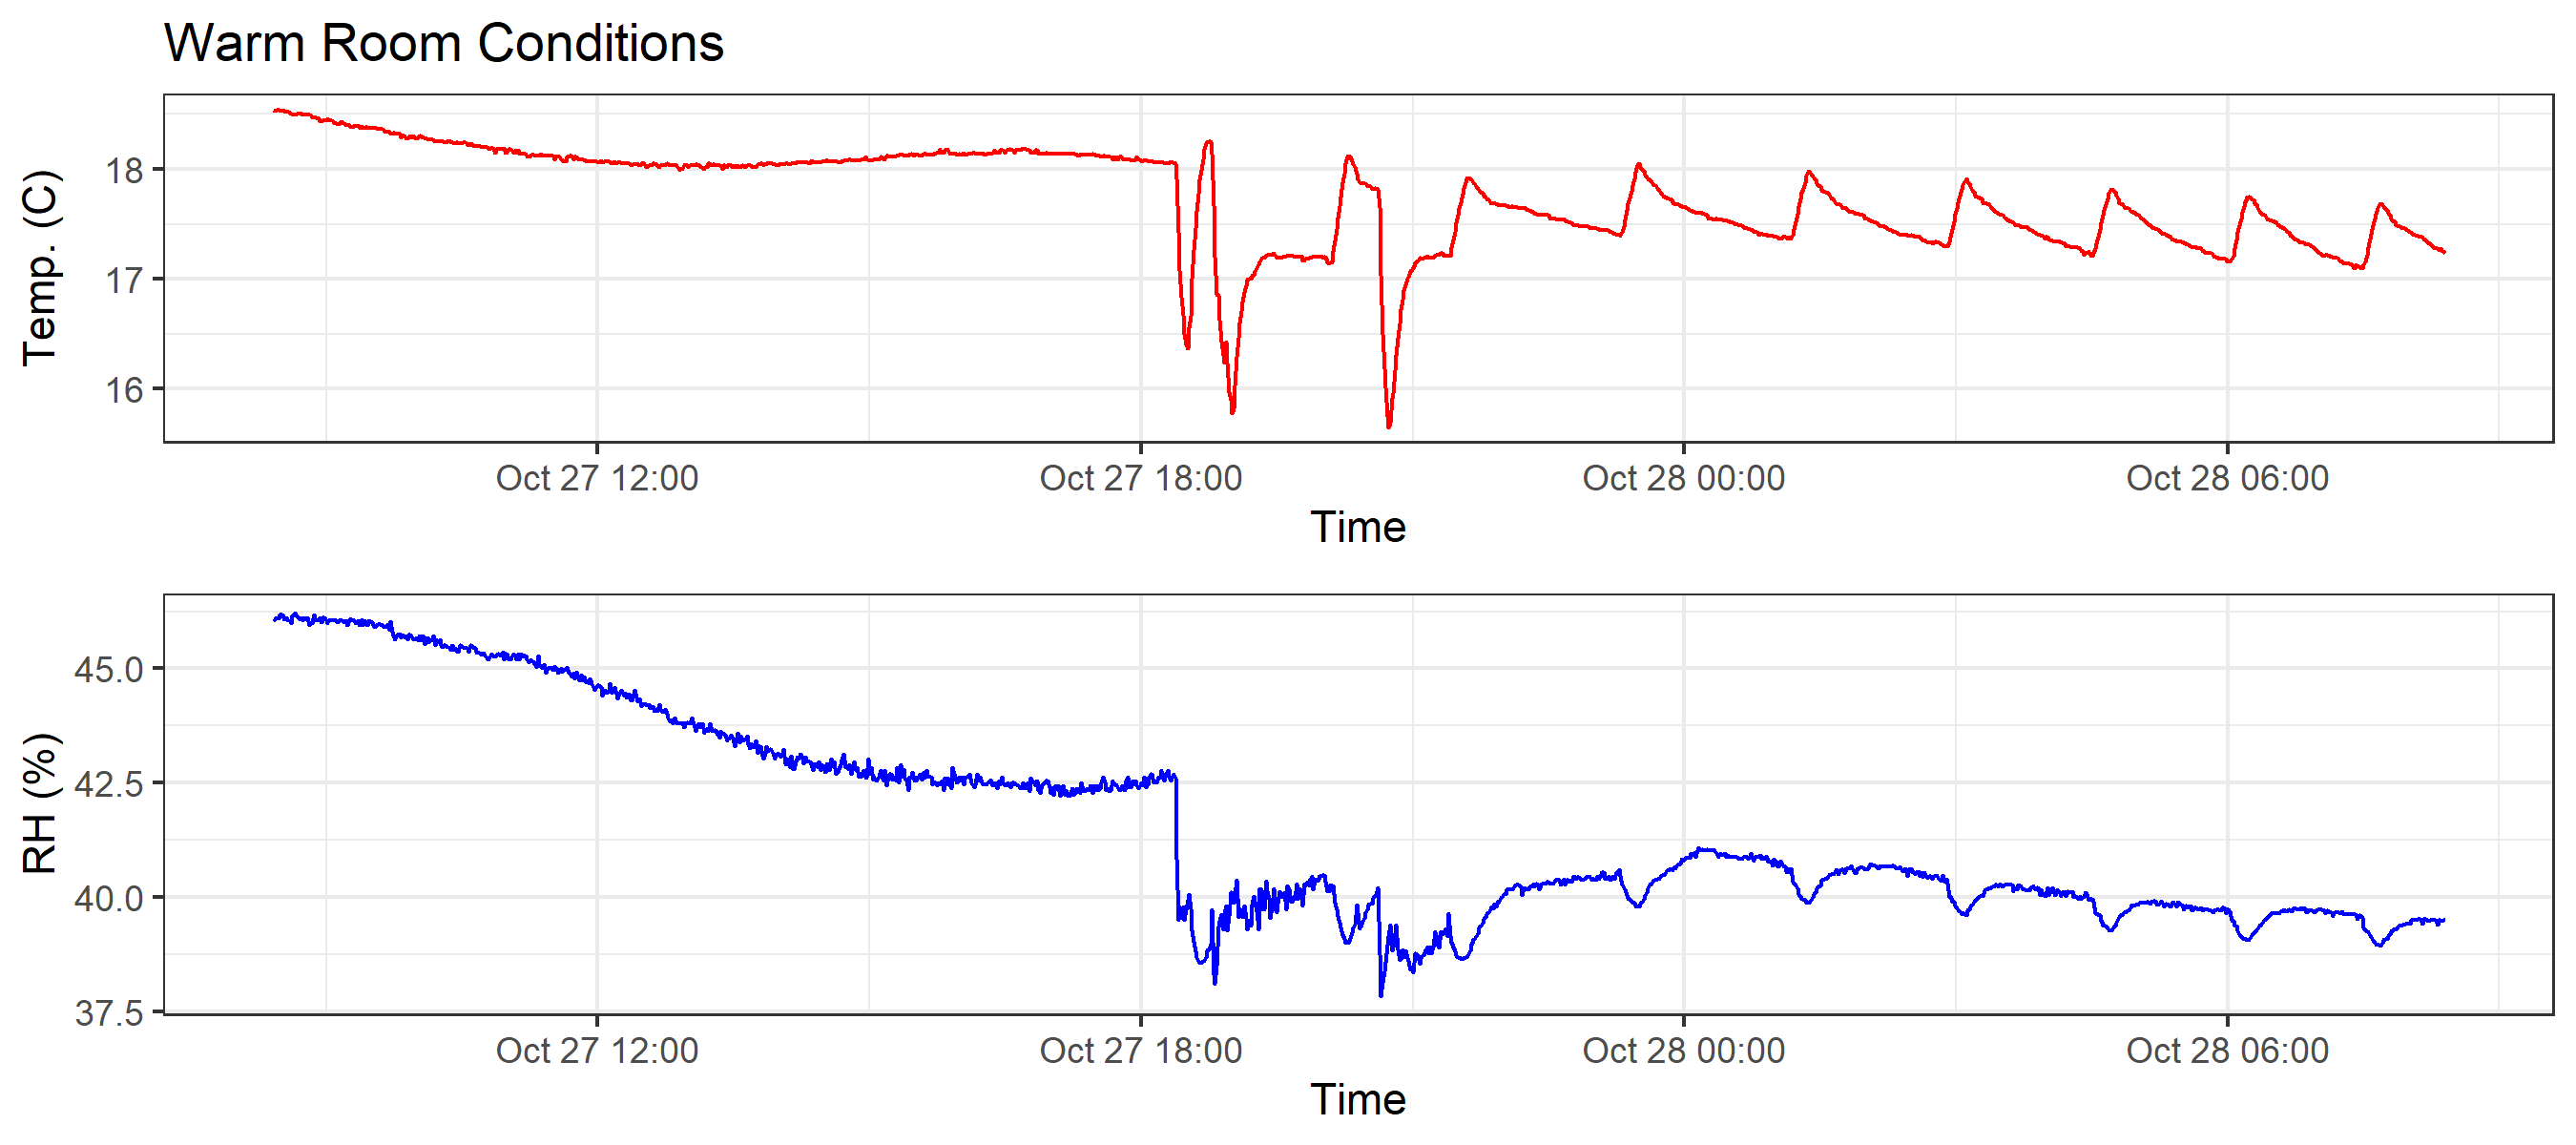 Warm Room Conditions
Temp. (C)
18
17
16
Oct 27 12:00 Oct 27 18:00 Oct 28 00:00 Oct 28 06:00
Time
RH (%)
45.0
42.5
40.0
37.5
Oct 27 12:00 Oct 27 18:00 Oct 28 00:00 Oct 28 06:00
Time